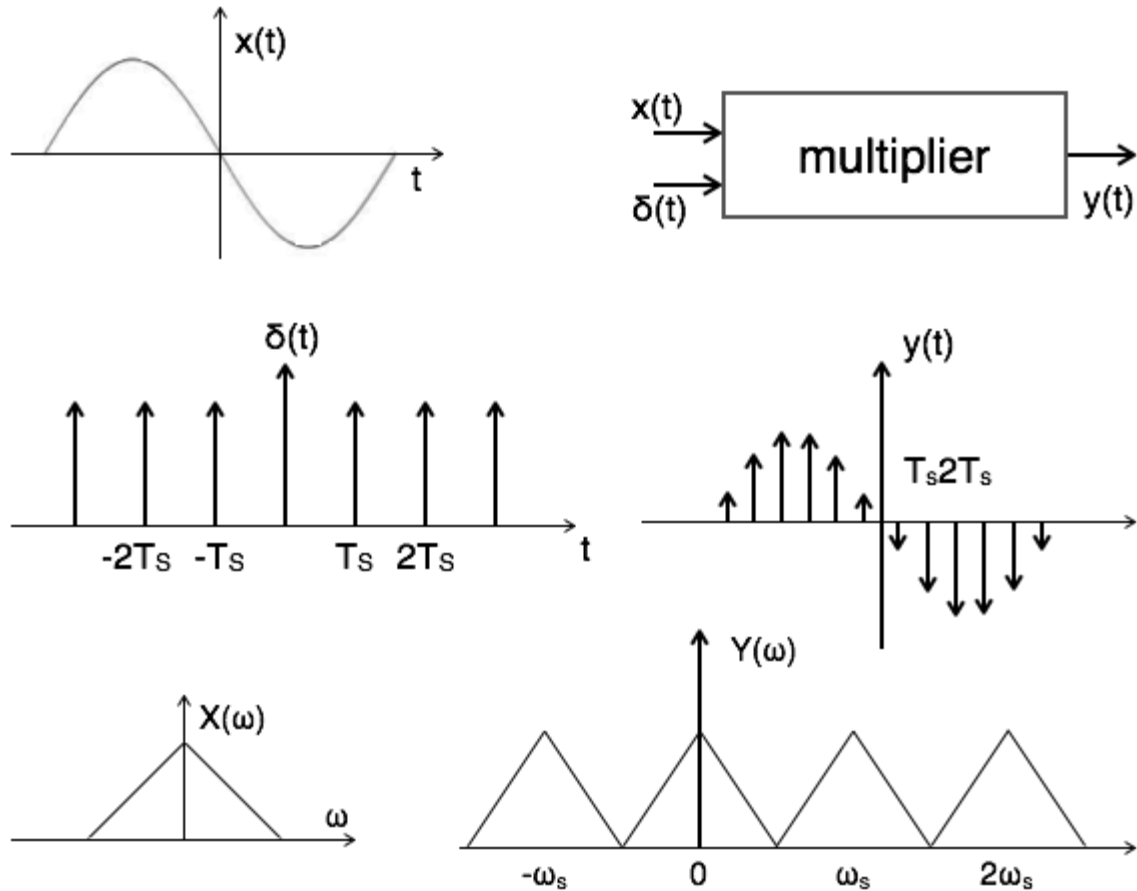 x(t)
t
x(t)
δ(t)
multiplier
y(t)
δ(t)
-2Ts -Ts Ts 2Ts
t
y(t)
Ts2Ts
X(ω)
ω
Y(ω)
-ωs 0 ωs 2ωs